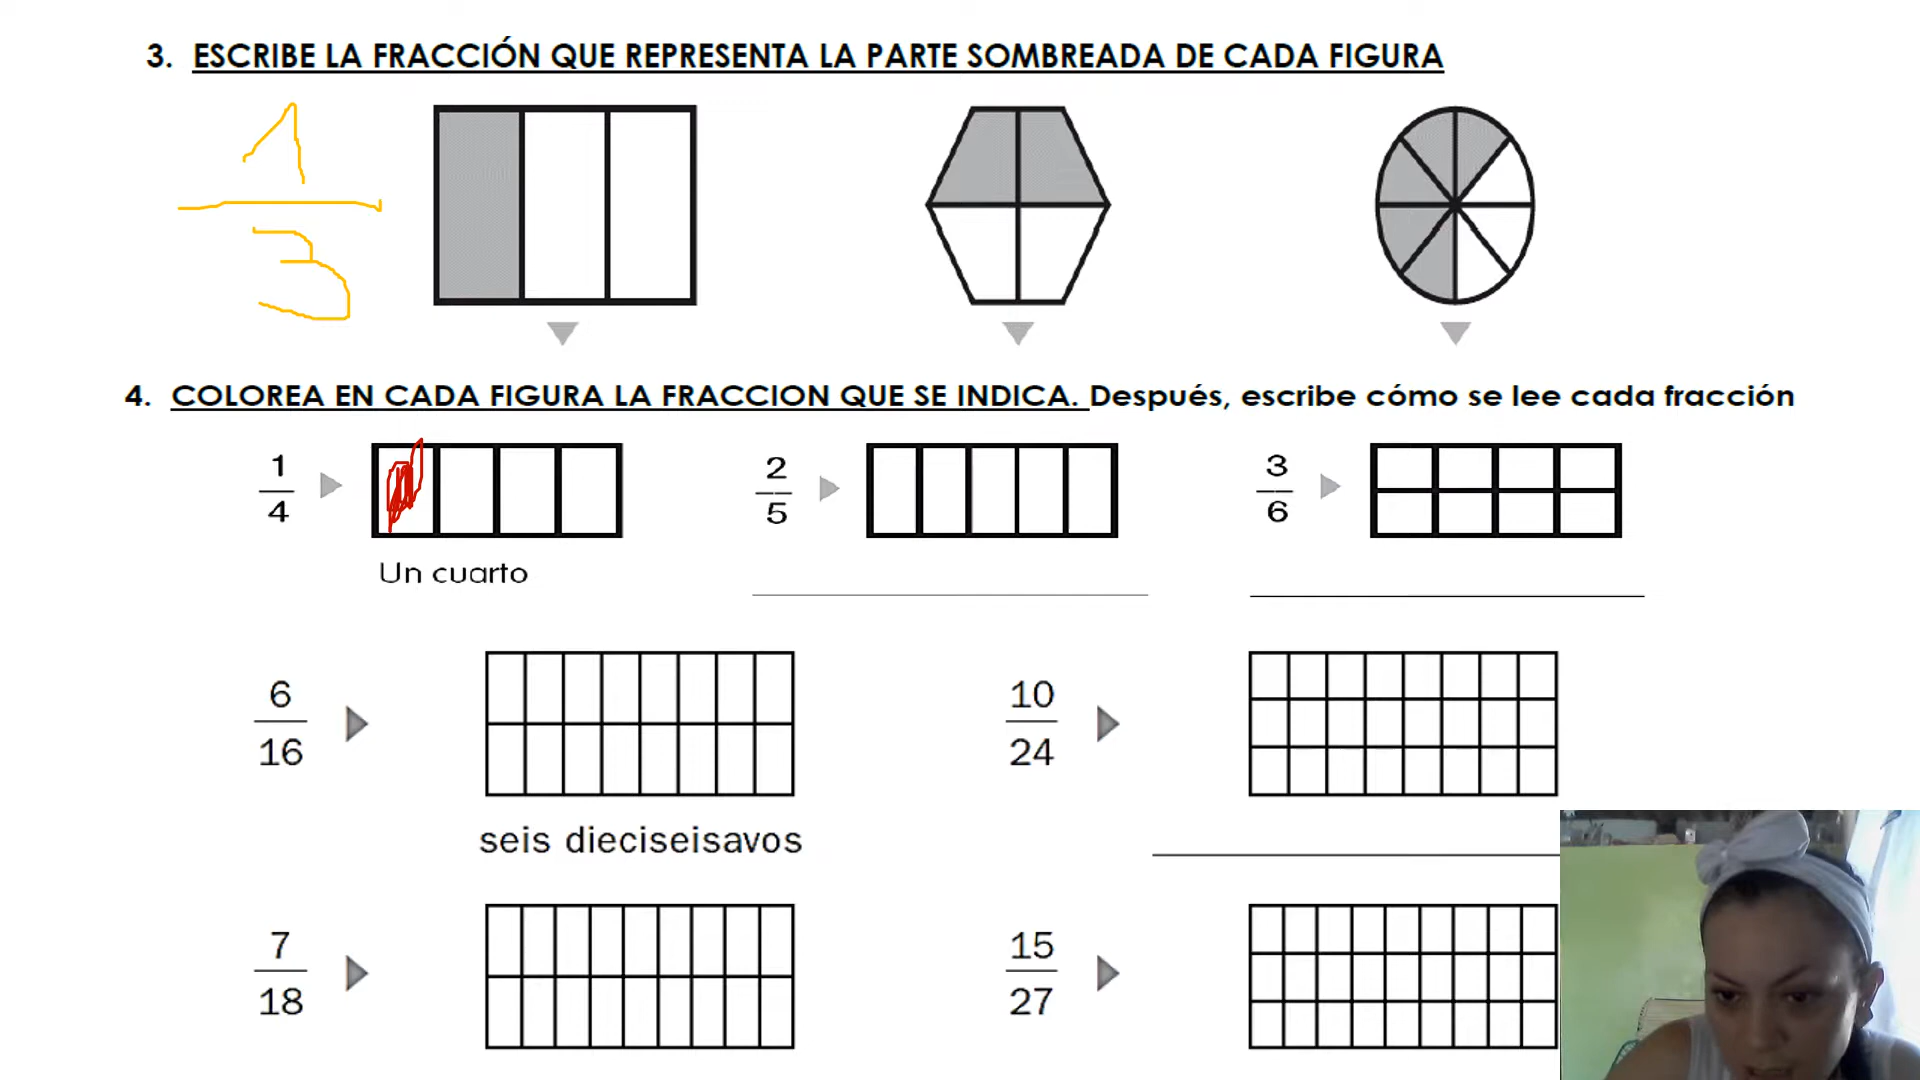 3. ESCRIBE LA FRACCIÓN QUE REPRESENTA LA PARTE SOMBREADA DE CADA FIGURA
1
3
4. COLOREA EN CADA FIGURA LA FRACCION QUE SE INDICA. Después, escribe cómo se lee cada fracción
1 2 3
4 5 6
Un cuarto
6 10
16 24
seis dieciseisavos
7 15
18 27